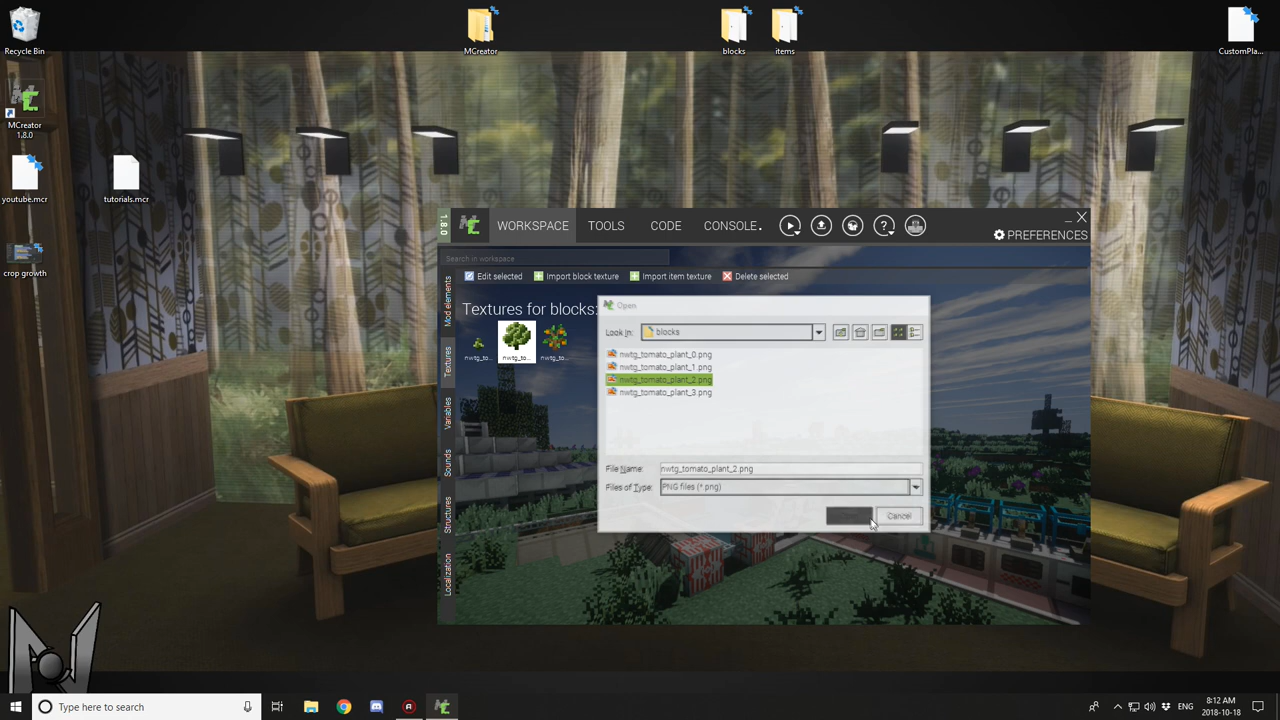 Recycle Bin
MCreator
blocks
items
CustomPla...
MCreator
1.8.0
youtube.mcr
tutorials.mcr
crop growth
1.8.0
WORKSPACE
TOOLS
CODE
CONSOLE.
PREFERENCES
Search in workspace
Edit selected
Import block texture
Import item texture
Delete selected
Mod elements
Textures
Variables
Sounds
Structures
Localization
Textures for blocks:
nwtg_to...
nwtg_to...
nwtg_to...
Open
Look In:
blocks
nwtg_tomato_plant_0.png
nwtg_tomato_plant_1.png
nwtg_tomato_plant_2.png
nwtg_tomato_plant_3.png
File Name:
nwtg_tomato_plant_2.png
Files of Type:
PNG files (*.png)
Cancel
Type here to search
ENG
8:12 AM
2018-10-18